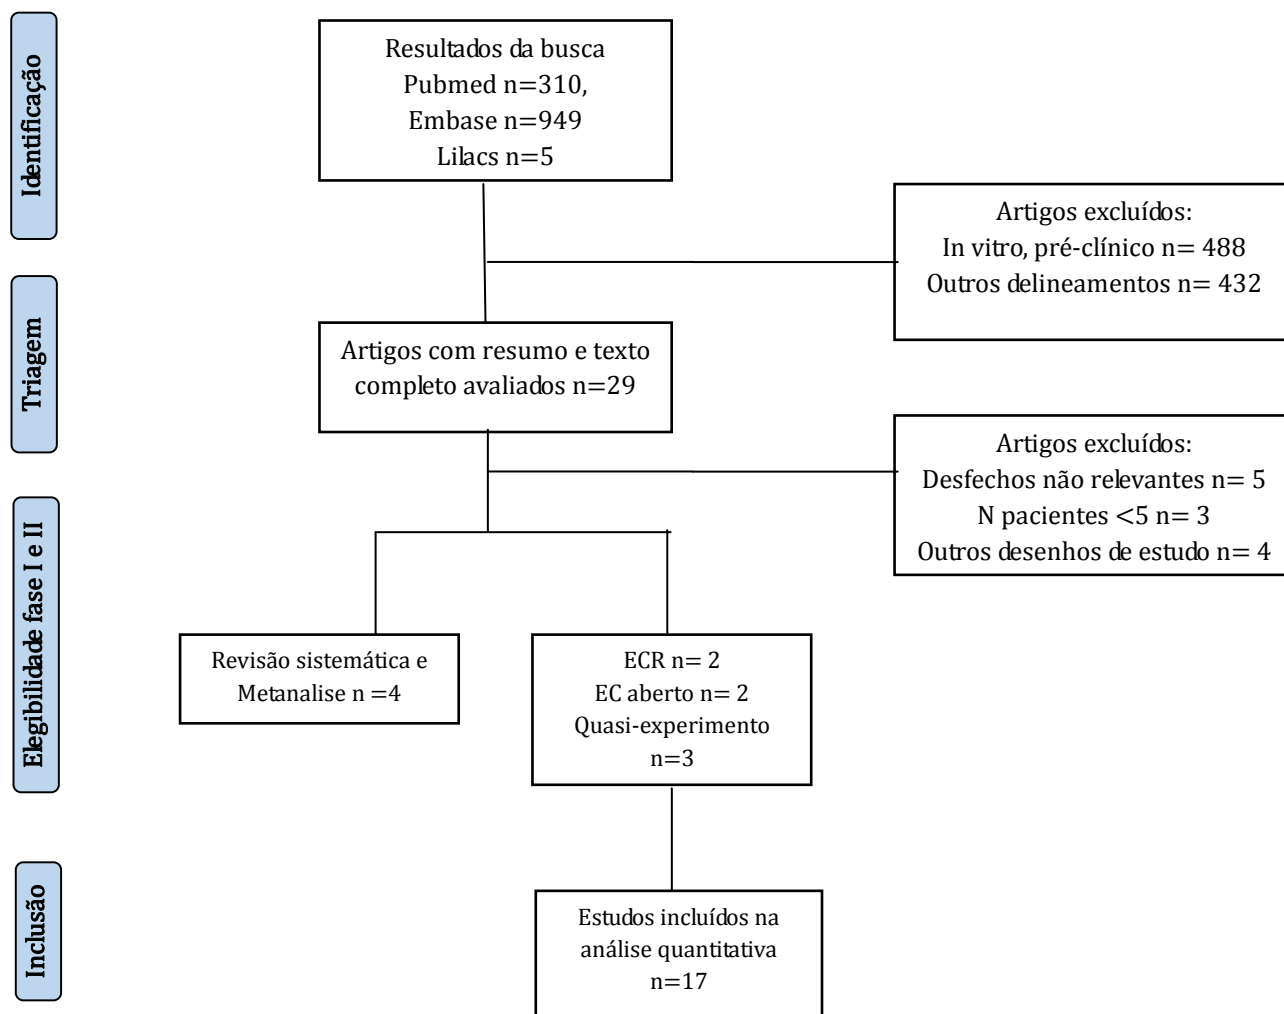 Identificação
Resultados da busca
Pubmed n=310,
Embase n=949
Lilacs n=5
Artigos excluídos:
In vitro, pré-clínico n= 488
Outros delineamentos n= 432
Triagem
Artigos com resumo e texto
completo avaliados n=29
Artigos excluídos:
Desfechos não relevantes n= 5
N pacientes <5 n= 3
Outros desenhos de estudo n= 4
Elegibilidade fase I e II
Revisão sistemática e
Metanalise n =4
ECR n= 2
EC aberto n= 2
Quasi-experimento
n=3
Inclusão
Estudos incluídos na
análise quantitativa
n=17